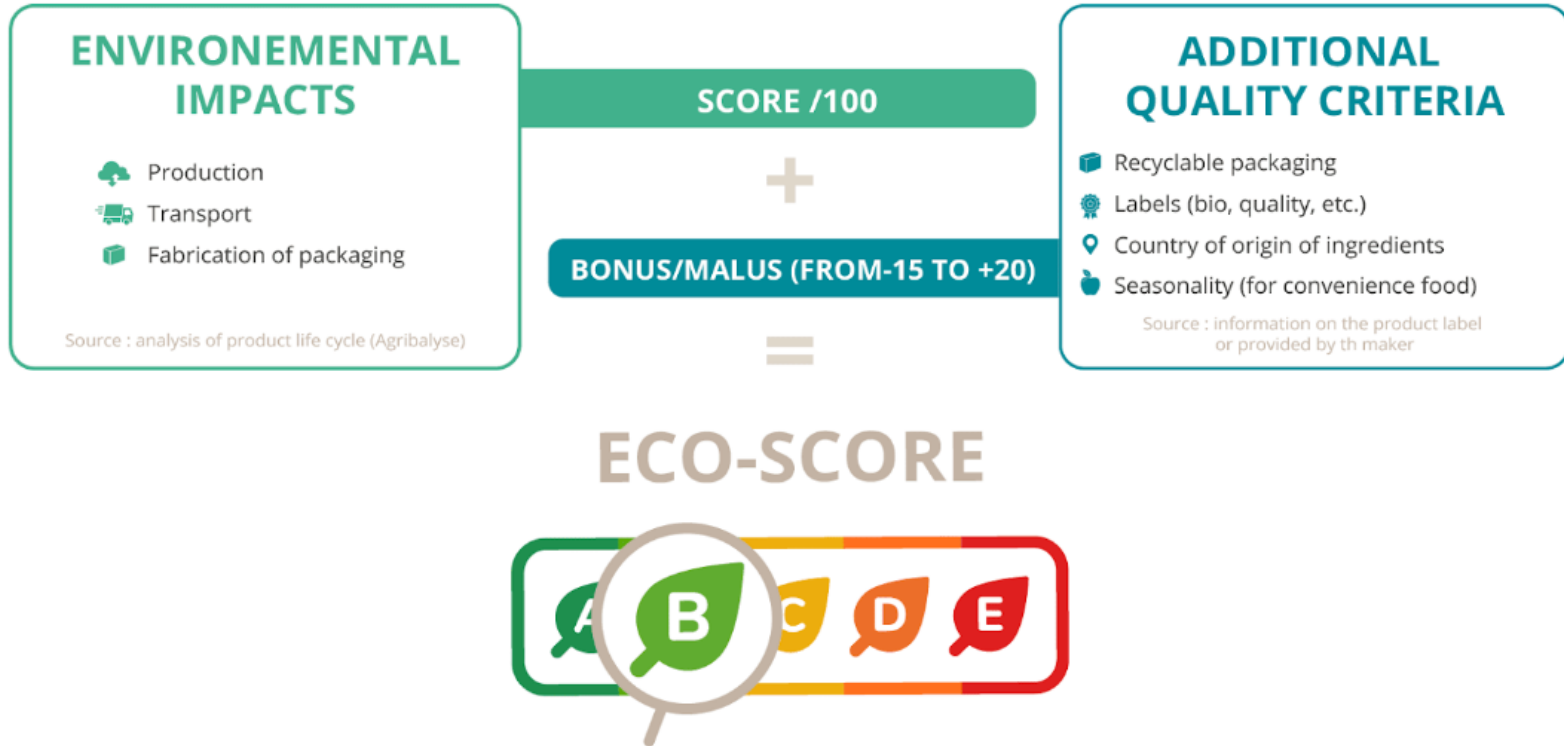 ENVIRONEMENTAL
IMPACTS
Production
Transport
Fabrication of packaging
Source : analysis of product life cycle (Agribalyse)
SCORE /100
+
BONUS/MALUS (FROM-15 TO +20)
=
ADDITIONAL
QUALITY CRITERIA
Recyclable packaging
Labels (bio, quality, etc.)
Country of origin of ingredients
Seasonality (for convenience food)
Source : information on the product label
or provided by th maker
ECO-SCORE
A B C D E